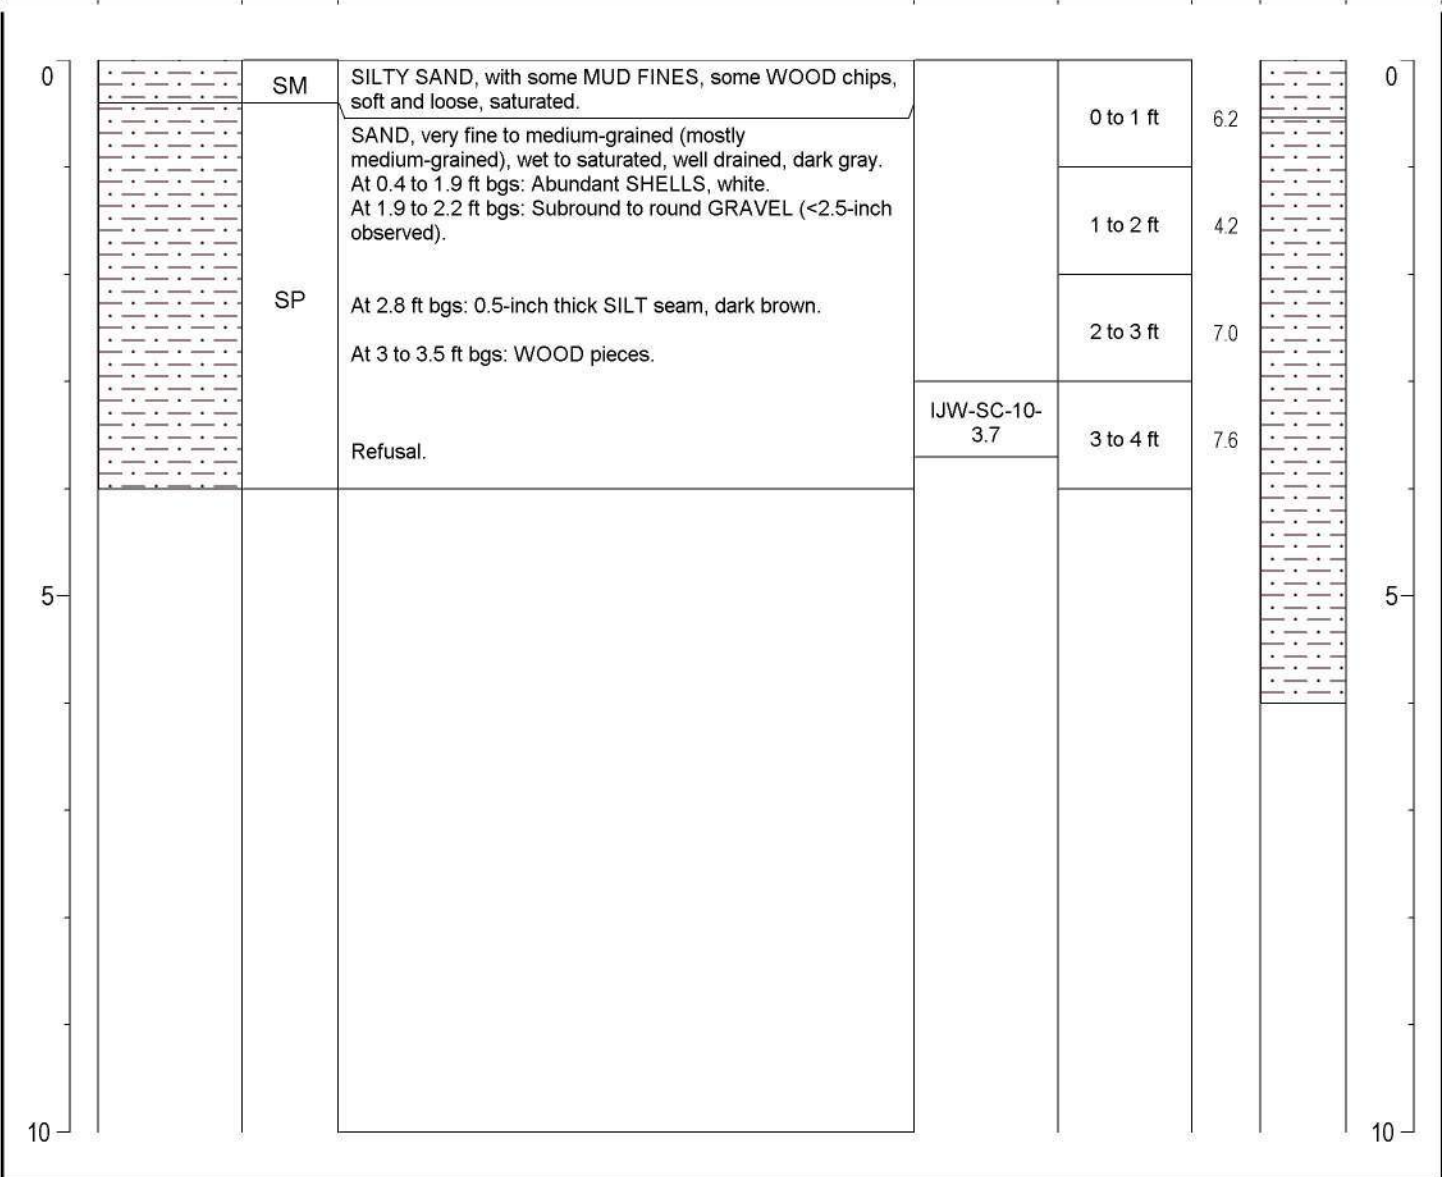 0
SM
SILTY SAND, with some MUD FINES, some WOOD chips,
soft and loose, saturated.
SAND, very fine to medium-grained (mostly
medium-grained), wet to saturated, well drained, dark gray.
At 0.4 to 1.9 ft bgs: Abundant SHELLS, white.
At 1.9 to 2.2 ft bgs: Subround to round GRAVEL (<2.5-inch
observed).
SP
At 2.8 ft bgs: 0.5-inch thick SILT seam, dark brown.
At 3 to 3.5 ft bgs: WOOD pieces.
Refusal.
IJW-SC-10-
3.7
0 to 1 ft
6.2
1 to 2 ft
4.2
2 to 3 ft
7.0
3 to 4 ft
7.6
0
5
5
10
10